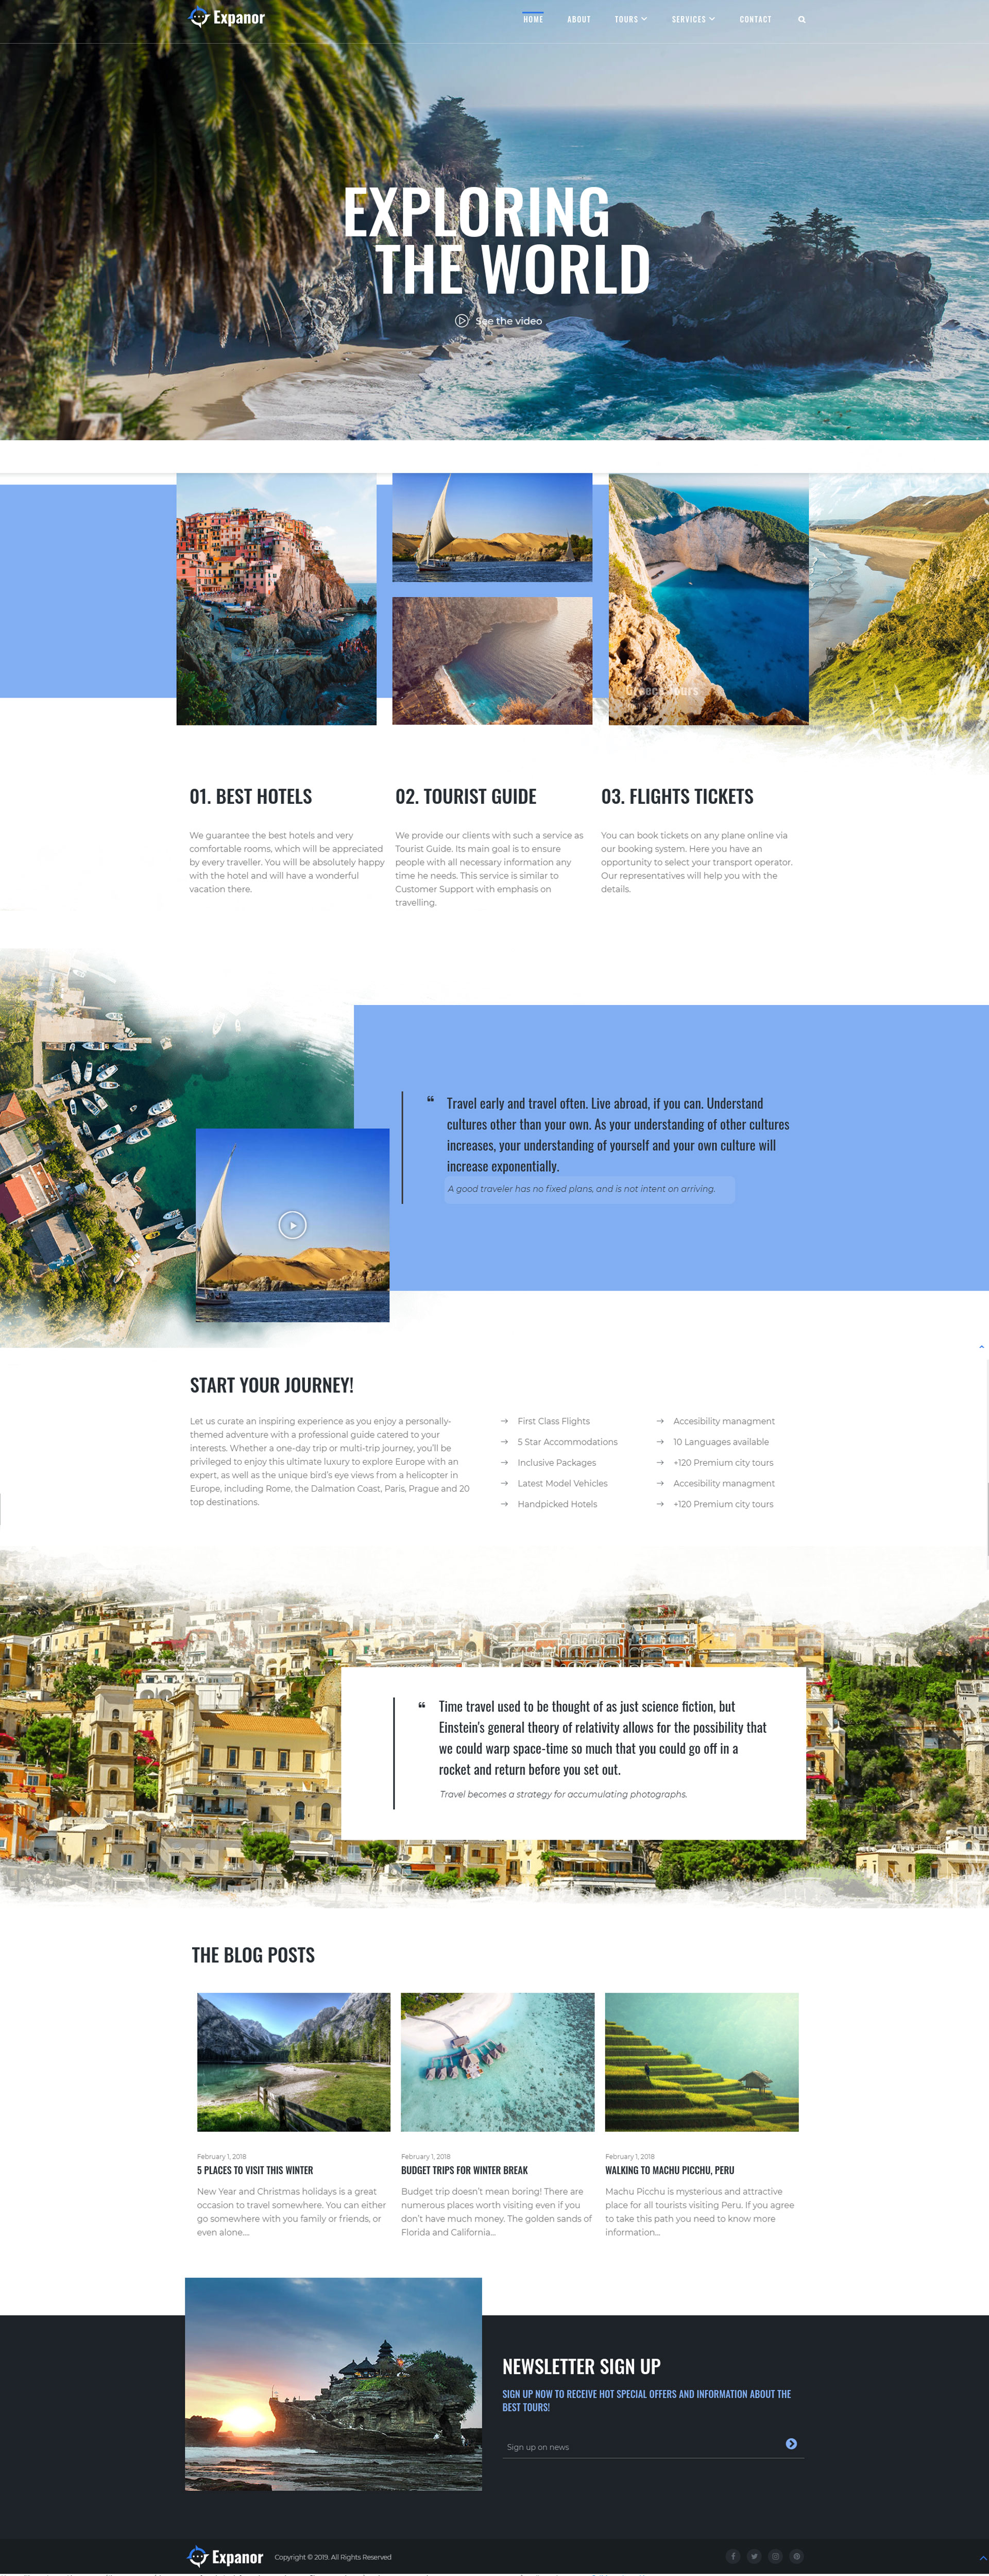 Expanor
HOME ABOUT TOURS SERVICES CONTACT
EXPLORING
THE WORLD
See the video
Greece Tours
01. BEST HOTELS
We guarantee the best hotels and very
comfortable rooms, which will be appreciated
by every traveller. You will be absolutely happy
with the hotel and will have a wonderful
vacation there.
02. TOURIST GUIDE
We provide our clients with such a service as
Tourist Guide. Its main goal is to ensure
people with all necessary information any
time he needs. This service is similar to
Customer Support with emphasis on
travelling.
03. FLIGHTS TICKETS
You can book tickets on any plane online via
our booking system. Here you have an
opportunity to select your transport operator.
Our representatives will help you with the
details.
“ Travel early and travel often. Live abroad, if you can. Understand
cultures other than your own. As your understanding of other cultures
increases, your understanding of yourself and your own culture will
increase exponentially.
A good traveler has no fixed plans, and is not intent on arriving.
START YOUR JOURNEY!
Let us curate an inspiring experience as you enjoy a personally-
themed adventure with a professional guide catered to your
interests. Whether a one-day trip or multi-trip journey, you’ll be
privileged to enjoy this ultimate luxury to explore Europe with an
expert, as well as the unique bird’s eye views from a helicopter in
Europe, including Rome, the Dalmation Coast, Paris, Prague and 20
top destinations.
→ First Class Flights
→ 5 Star Accommodations
→ Inclusive Packages
→ Latest Model Vehicles
→ Handpicked Hotels
→ Accesibility managment
→ 10 Languages available
→ +120 Premium city tours
→ Accesibility managment
→ +120 Premium city tours
“ Time travel used to be thought of as just science fiction, but
Einstein's general theory of relativity allows for the possibility that
we could warp space-time so much that you could go off in a
rocket and return before you set out.
Travel becomes a strategy for accumulating photographs.
THE BLOG POSTS
February 1, 2018
5 PLACES TO VISIT THIS WINTER
New Year and Christmas holidays is a great
occasion to travel somewhere. You can either
go somewhere with you family or friends, or
even alone....
February 1, 2018
BUDGET TRIPS FOR WINTER BREAK
Budget trip doesn’t mean boring! There are
numerous places worth visiting even if you
don’t have much money. The golden sands of
Florida and California...
February 1, 2018
WALKING TO MACHU PICCHU, PERU
Machu Picchu is mysterious and attractive
place for all tourists visiting Peru. If you agree
to take this path you need to know more
information...
NEWSLETTER SIGN UP
SIGN UP NOW TO RECEIVE HOT SPECIAL OFFERS AND INFORMATION ABOUT THE
BEST TOURS!
Sign up on news
Expanor
Copyright © 2019. All Rights Reserved